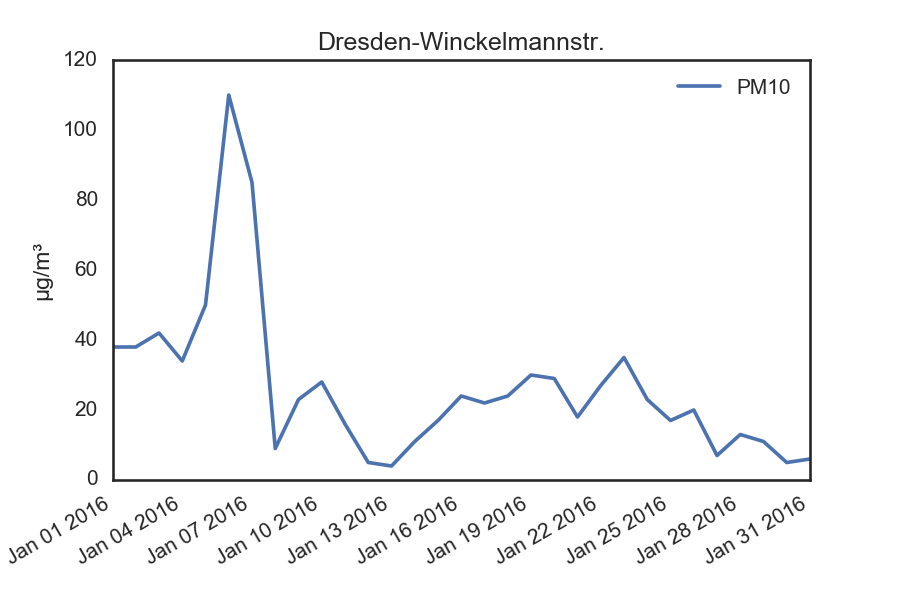 Dresden-Winckelmannstr.
120
100
80
60
40
20
0
µg/m³
PM10
Jan 01 2016
Jan 04 2016
Jan 07 2016
Jan 10 2016
Jan 13 2016
Jan 16 2016
Jan 19 2016
Jan 22 2016
Jan 25 2016
Jan 28 2016
Jan 31 2016